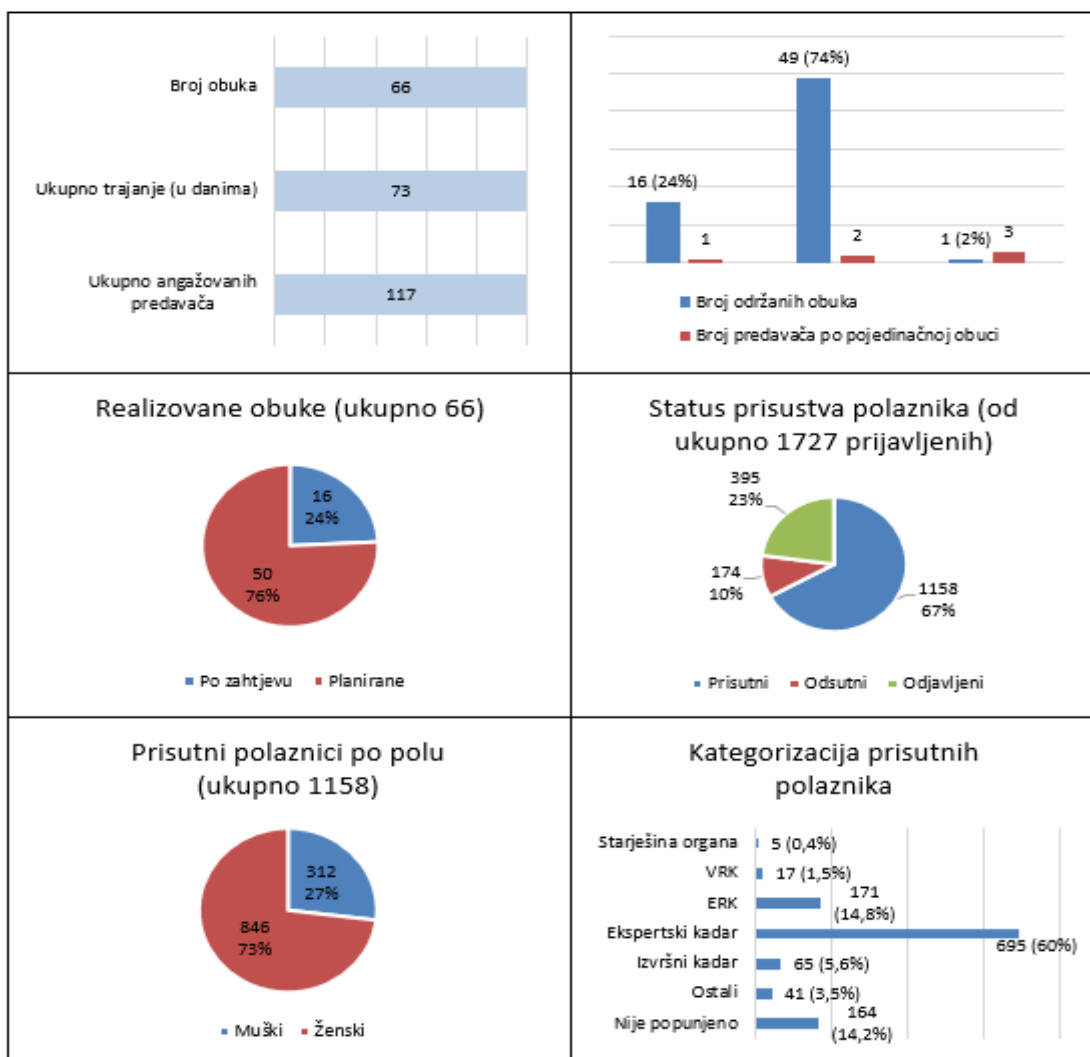 Broj obuka
66
Ukupno trajanje (u danima)
73
Ukupno angažovanih
predavača
117
49 (74%)
16 (24%)
1
2
1 (2%)
3
Broj održanih obuka
Broj predavača po pojedinačnoj obuci
Realizovane obuke (ukupno 66)
16
24%
50
76%
Po zahtjevu
Planirane
Status prisustva polaznika (od
ukupno 1727 prijavljenih)
395
23%
174
10%
1158
67%
Prisutni
Odsutni
Odjavljeni
Prisutni polaznici po polu
(ukupno 1158)
312
27%
846
73%
Muški
Ženski
Kategorizacija prisutnih
polaznika
Starješina organa
5 (0,4%)
VRK
17 (1,5%)
ERK
171
(14,8%)
Ekspertski kadar
695 (60%)
Izvršni kadar
65 (5,6%)
Ostali
41 (3,5%)
Nije popunjeno
164
(14,2%)